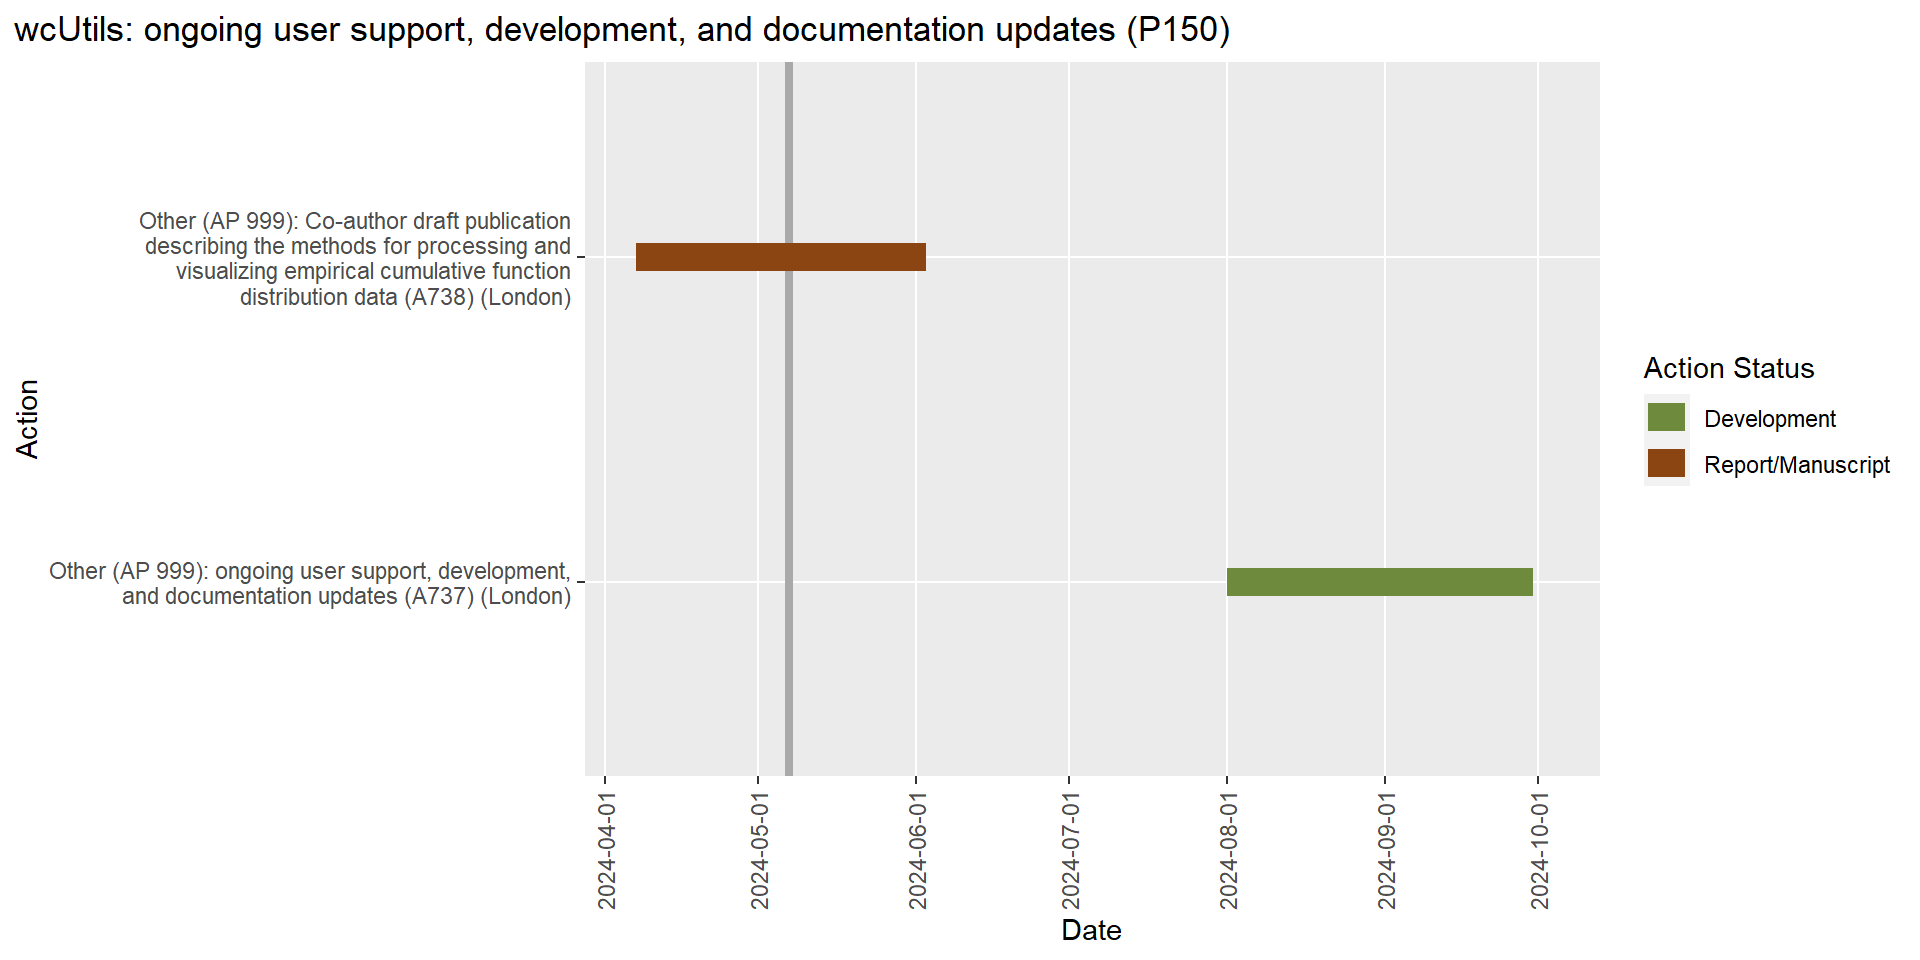 wcUtils: ongoing user support, development, and documentation updates (P150)
Action
Other (AP 999): Co-author draft publication
describing the methods for processing and
visualizing empirical cumulative function
distribution data (A738) (London)
Other (AP 999): ongoing user support, development,
and documentation updates (A737) (London)
2024-04-01
2024-05-01
2024-06-01
2024-07-01
2024-08-01
2024-09-01
2024-10-01
Date
Action Status
Development
Report/Manuscript